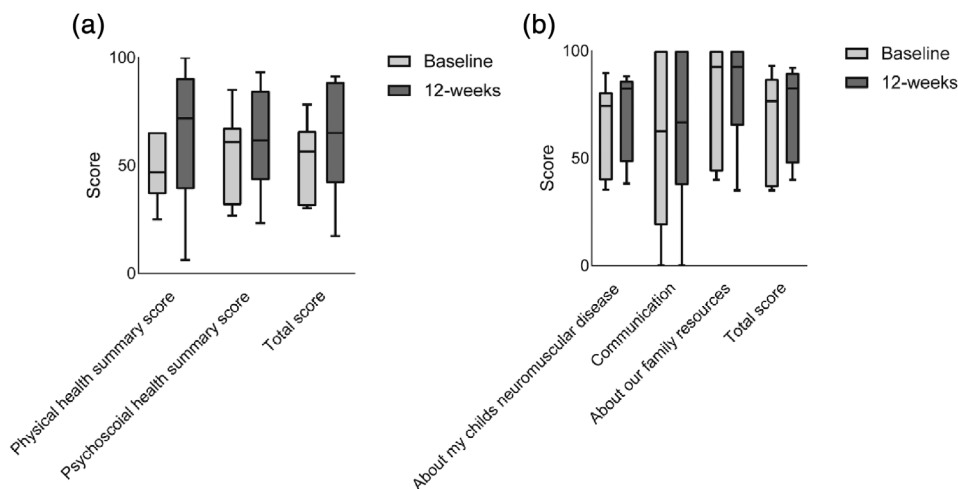 (a)
100
50
0
Score
Baseline
12-weeks
Physical health summary score
Psychoscoial health summary score
Total score
(b)
100
50
0
Score
Baseline
12-weeks
About my childs neuromuscular disease
Communication
About our family resources
Total score